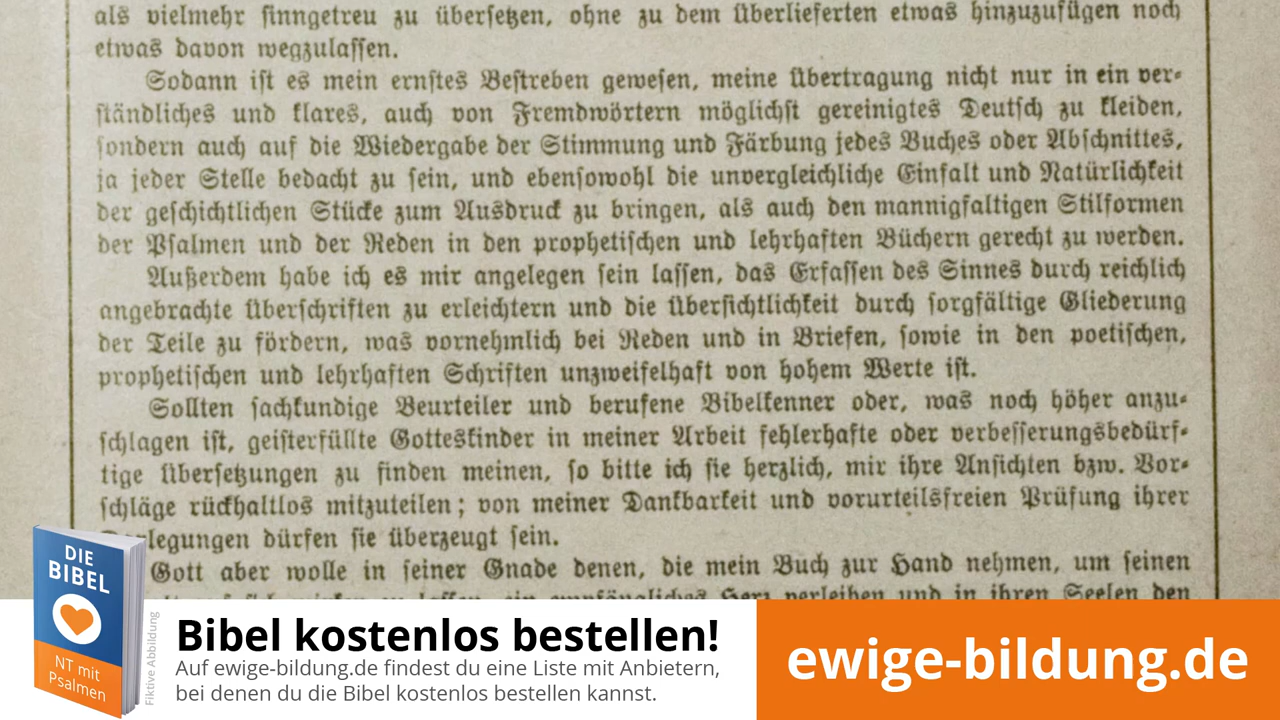 als vielmehr sinngetreu zu übersetzen, ohne zu dem Überlieferten etwas hinzuzufügen noch
etwas davon wegzulassen.
Sodann ist es mein ernstes Bestreben gewesen, meine Übertragung nicht nur in ein ver-
ständliches und klares, auch von Fremdwörtern möglichst gereinigtes Deutsch zu kleiden,
sondern auch auf die Wiedergabe der Stimmung und Färbung jedes Buches oder Abschnittes,
ja jeder Stelle bedacht zu sein, und ebensowohl die unvergleichliche Einfalt und Natürlichkeit
der geschichtlichen Stücke zum Ausdruck zu bringen, als auch den mannigfaltigen Stilformen
der Psalmen und der Reden in den prophetischen und lehrhaften Büchern gerecht zu werden.
Außerdem habe ich es mir angelegen sein lassen, das Erfassen des Sinnes durch reichlich
angebrachte Überschriften zu erleichtern und die Übersichtlichkeit durch sorgfältige Gliederung
der Teile zu fördern, was vornehmlich bei Reden und in Briefen, sowie in den poetischen,
prophetischen und lehrhaften Schriften unzweifelhaft von hohem Werte ist.
Sollten sachkundige Beurteiler und berufene Bibelkenner oder, was noch höher anzu-
schlagen ist, geisterfüllte Gotteskinder in meiner Arbeit fehlerhafte oder verbesserungsbedürf-
tige Übersetzungen zu finden meinen, so bitte ich sie herzlich, mir ihre Ansichten bzw. Vor-
schläge rückhaltlos mitzuteilen; von meiner Dankbarkeit und vorurteilsfreien Prüfung ihrer
legungen dürfen sie überzeugt sein.
Gott aber wolle in seiner Gnade denen, die mein Buch zur Hand nehmen, um seinen
empfängliches Herz verleihen und in ihren Seelen den
DIE
BIBEL
NT mit
Psalmen
Fiktive Abbildung
Bibel kostenlos bestellen!
Auf ewige-bildung.de findest du eine Liste mit Anbietern,
bei denen du die Bibel kostenlos bestellen kannst.
ewige-bildung.de